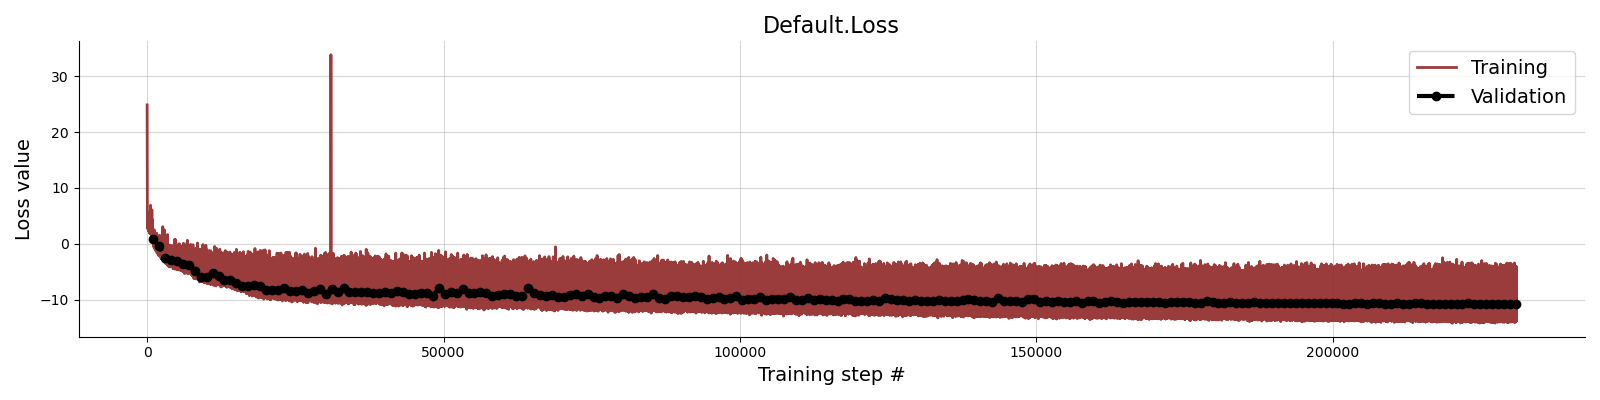 Default.Loss
Training
Validation
Loss value
30
20
10
0
−10
0
50000
100000
150000
200000
Training step #